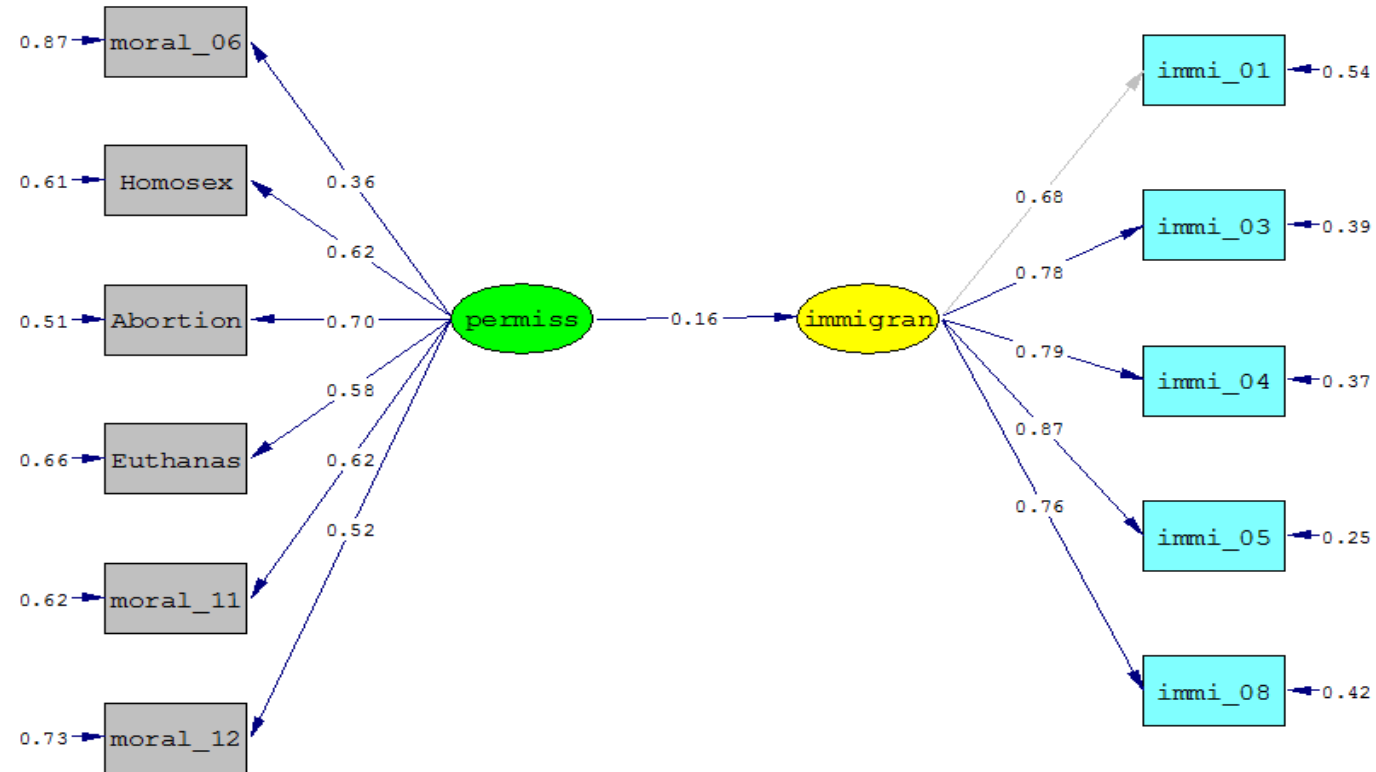 0.87 moral_06
0.61 Homosex
0.51 Abortion
0.66 Euthanas
0.62 moral_11
0.73 moral_12
0.36
0.62
0.70
0.58
0.62
0.52
permiss
0.16
immigran
0.68
0.78
0.79
0.87
0.76
immi_01 0.54
immi_03 0.39
immi_04 0.37
immi_05 0.25
immi_08 0.42